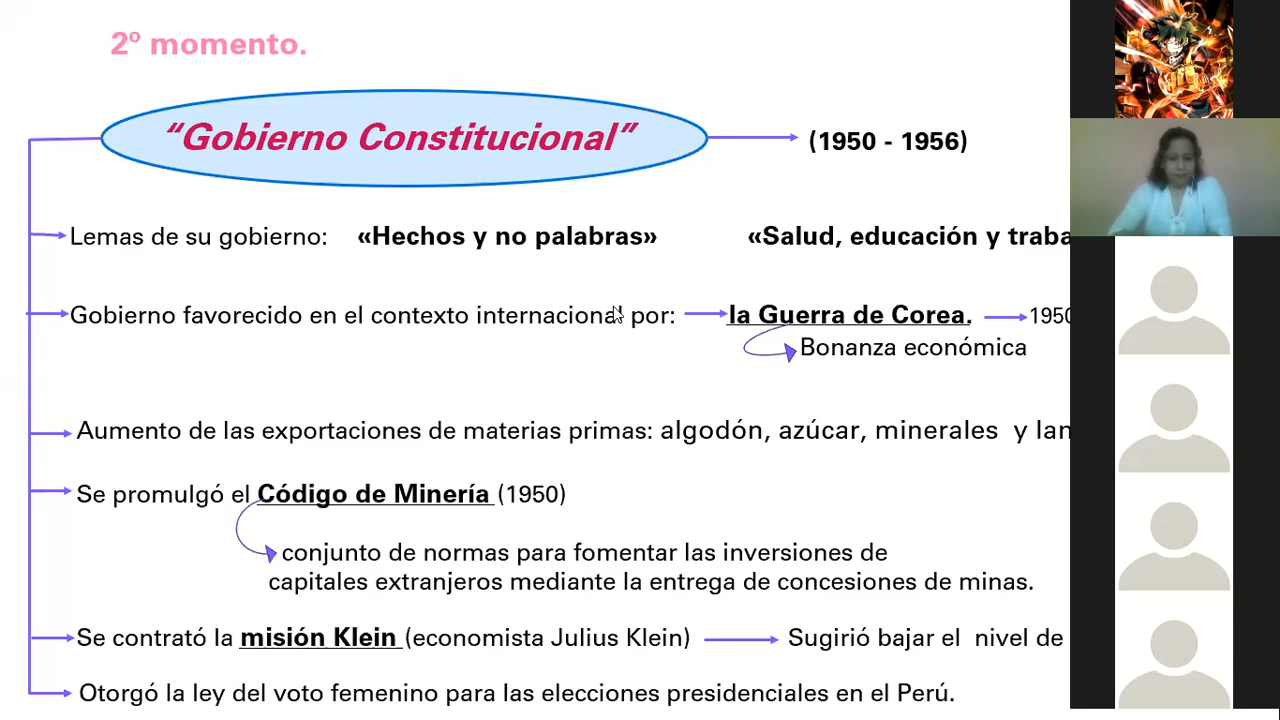 2º momento.
“Gobierno Constitucional” (1950 - 1956)
Lemas de su gobierno: «Hechos y no palabras» «Salud, educación y
Gobierno favorecido en el contexto internacional por: la Guerra de Corea. 1950
Bonanza económica
Aumento de las exportaciones de materias primas: algodón, azúcar, minerales y
Se promulgó el Código de Minería (1950)
conjunto de normas para fomentar las inversiones de
capitales extranjeros mediante la entrega de concesiones de minas.
Se contrató la misión Klein (economista Julius Klein) Sugirió bajar el nivel de
Otorgó la ley del voto femenino para las elecciones presidenciales en el Perú.